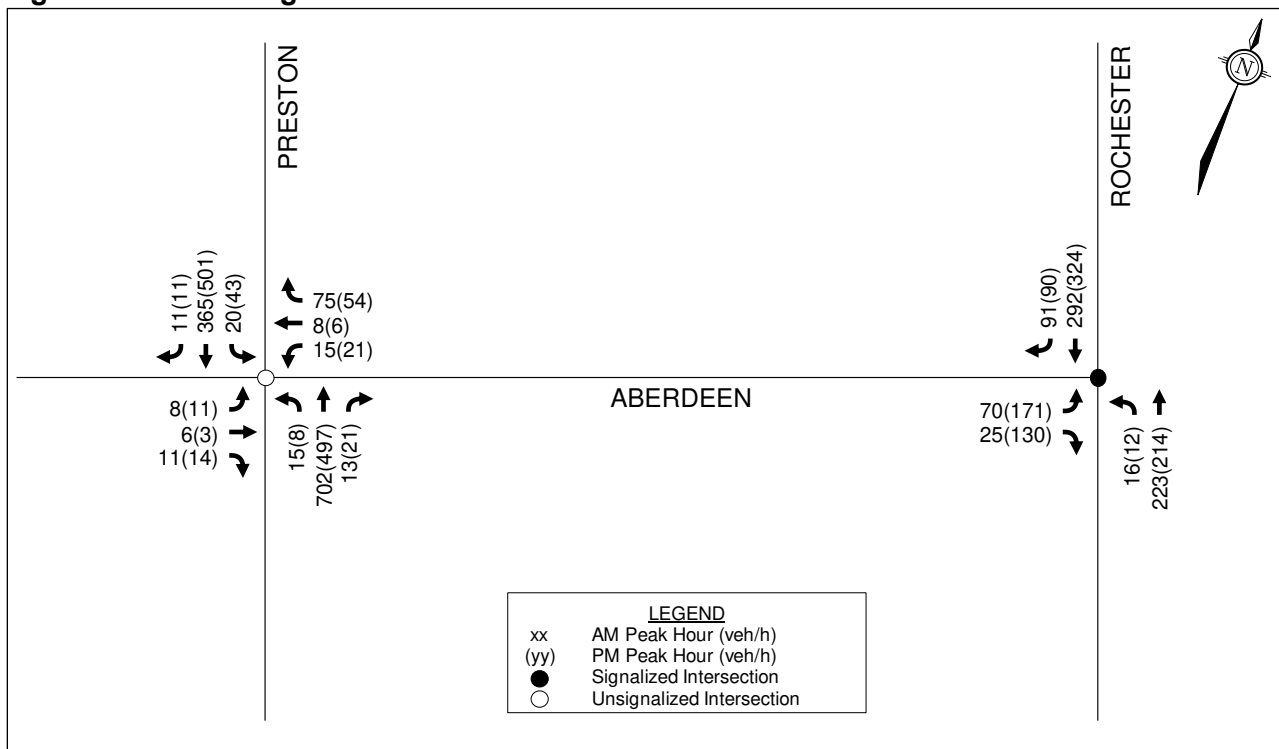 PRESTON
ROCHESTER
N
11(11)
365(501)
20(43)
75(54)
8(6)
15(21)
91(90)
292(324)
ABERDEEN
8(11)
6(3)
11(14)
15(8)
702(497)
13(21)
70(171)
25(130)
16(12)
223(214)
LEGEND
xx AM Peak Hour (veh/h)
(yy) PM Peak Hour (veh/h)
Signalized Intersection
Unsignalized Intersection